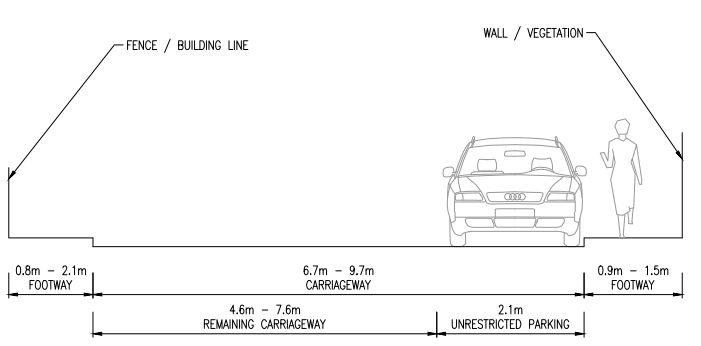 WALL / VEGETATION
FENCE / BUILDING LINE
0.8m - 2.1m
FOOTWAY
6.7m - 9.7m
CARRIAGEWAY
0.9m - 1.5m
FOOTWAY
4.6m - 7.6m
REMAINING CARRIAGEWAY
2.1m
UNRESTRICTED PARKING